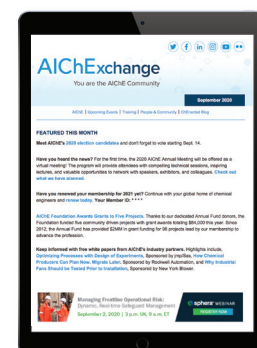 AIChExchange
You are the AIChE Community
September 2020
AIChE | Upcoming Events | Training | People & Community | ChEnected Blog
FEATURED THIS MONTH
Meet AIChE's 2020 election candidates and don't forget to vote starting Sept. 14.
Have you heard the news? For the first time, the 2020 AIChE Annual Meeting will be offered as a
virtual meeting! The program will provide attendees with compelling technical sessions, inspiring
lectures, and valuable opportunities to network with speakers, exhibitors, and colleagues. Check out
what we have planned.
Have you renewed your membership for 2021 yet? Continue with your global home of chemical
engineers and renew today. Your Member ID: ****
AIChE Foundation Awards Grants to Five Projects. Thanks to our dedicated Annual Fund donors, the
Foundation funded five community driven projects with grant awards totaling $84,000 this year. Since
2012, the Annual Fund has provided $2MM in grant funding for 96 projects lead by our membership to
advance the profession.
Keep informed with free white papers from AIChE's industry partners. Highlights include,
Optimizing Processes with Design of Experiments, Sponsored by jmp/Sas, How Chemical
Producers Can Plan Now, Migrate Later, Sponsored by Rockwell Automation, and Why Industrial
Fans Should be Tested Prior to Installation, Sponsored by New York Blower.
Managing Frontline Operational Risk:
Dynamic, Real-time Safeguard Management
September 2, 2020 | 3 p.m. UK, 9 a.m. ET
sphera WEBINAR
REGISTER NOW